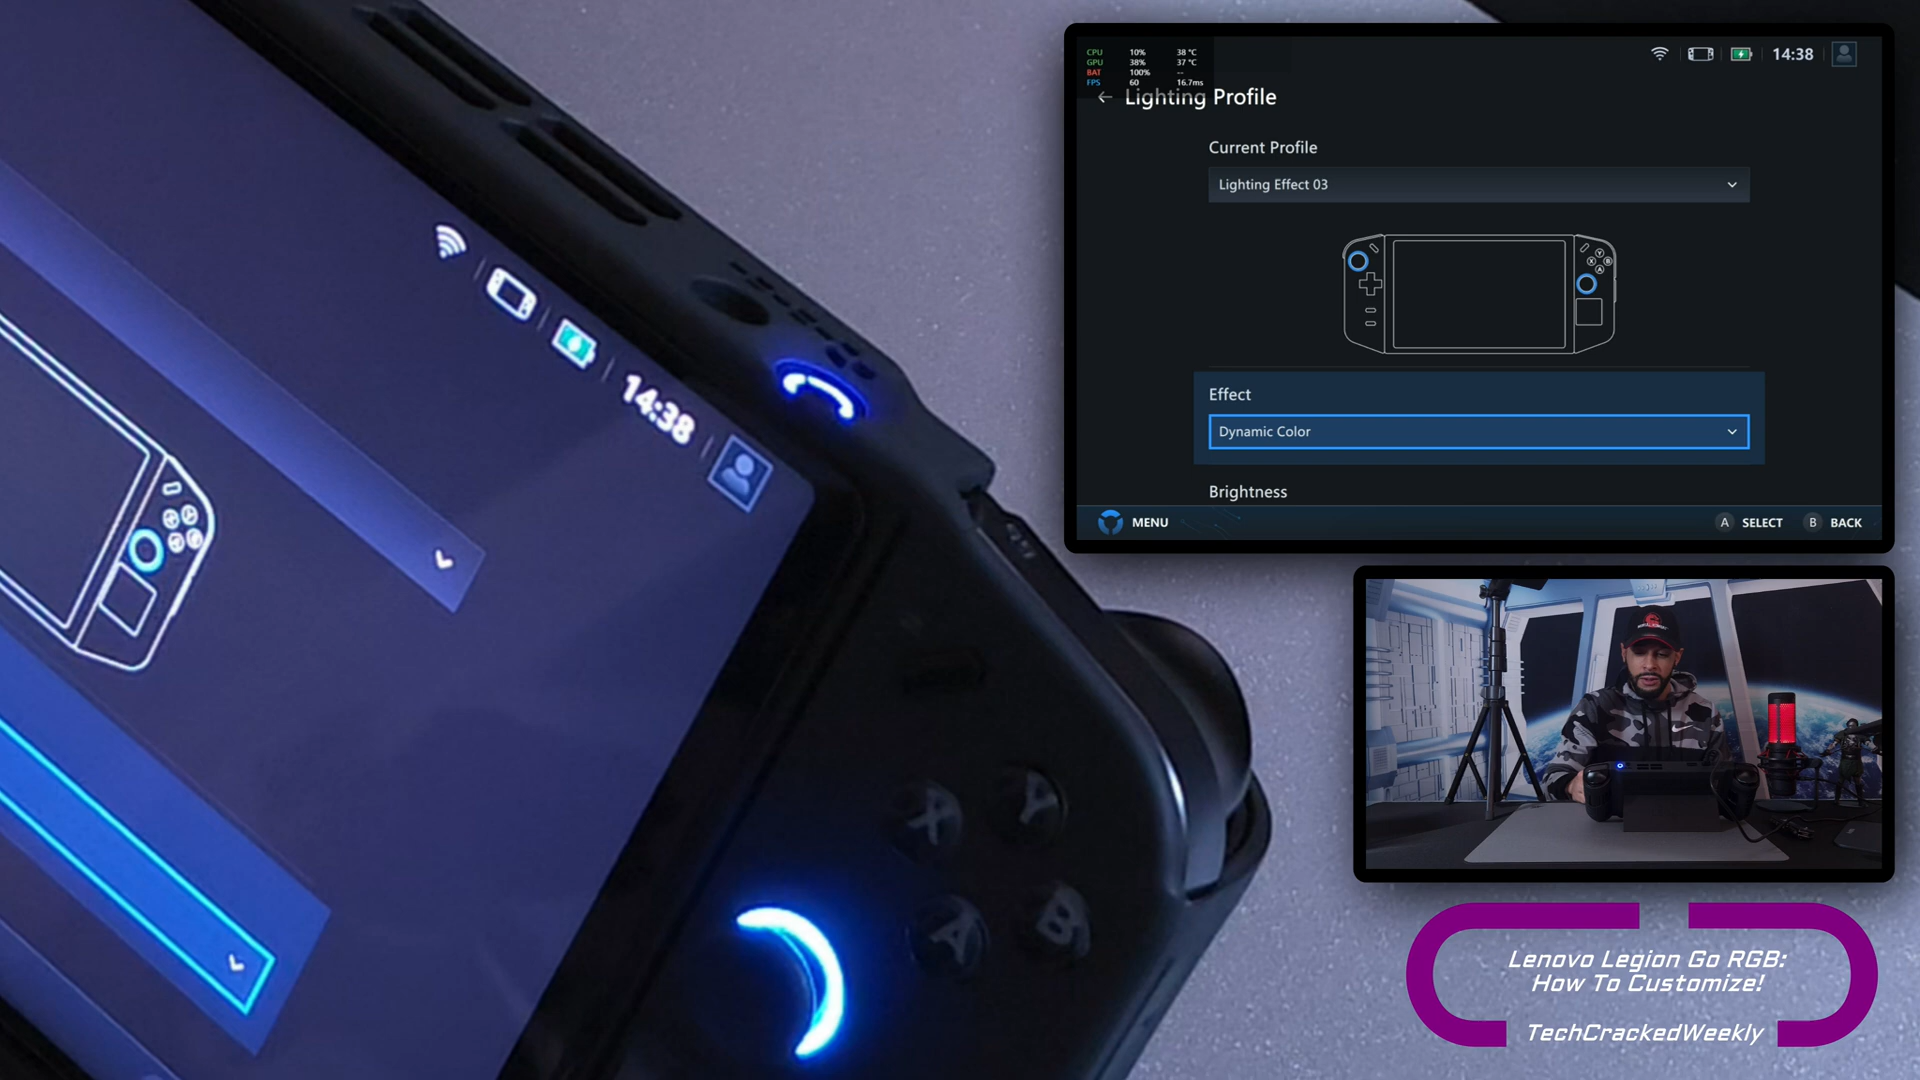 14:38
X
Y
A
B
CPU 10% 38 °C
GPU 38% 37 °C
BAT 100% --
FPS 60 16.7ms
14:38
← Lighting Profile
Current Profile
Lighting Effect 03
Y
X
B
A
Effect
Dynamic Color
Brightness
MENU
A SELECT
B BACK
Lenovo Legion Go RGB:
How To Customize!
TechCrackedWeekly